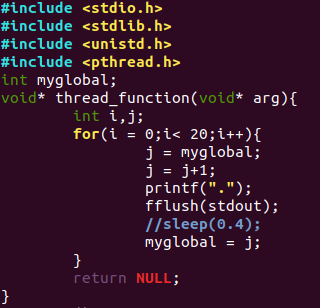 #include <stdio.h>
#include <stdlib.h>
#include <unistd.h>
#include <pthread.h>
int myglobal;
void* thread_function(void* arg){
        int i,j;
        for(i = 0;i< 20;i++){
                j = myglobal;
                j = j+1;
                printf(".");
                fflush(stdout);
                //sleep(0.4);
                myglobal = j;
        }
        return NULL;
}